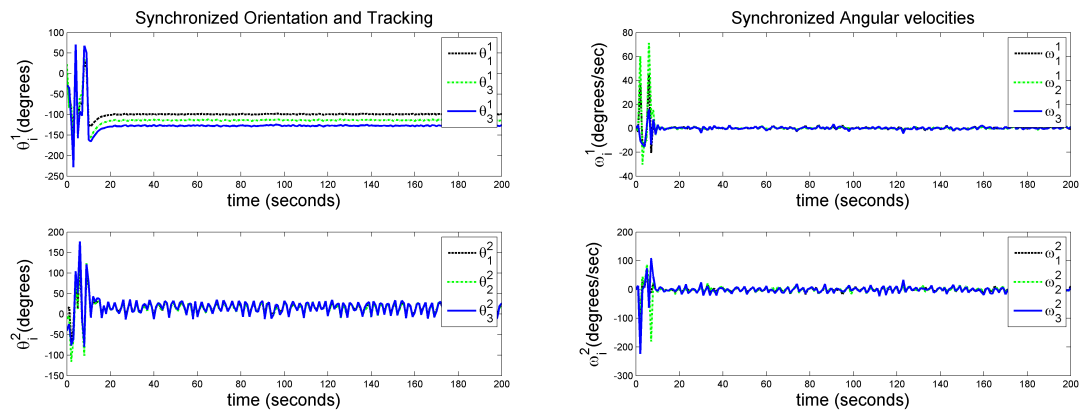 Synchronized Orientation and Tracking
θ_i^1(degrees)
100
50
0
-50
-100
-150
-200
-250
θ_1^1
θ_3^1
θ_3^1
0 20 40 60 80 100 120 140 160 180 200
time (seconds)
Synchronized Angular velocities
ω_i^1(degrees/sec)
80
60
40
20
0
-20
40
ω_1^1
ω_2^1
ω_3^1
0 20 40 60 80 100 120 140 160 180 200
time (seconds)
θ_i^2(degrees)
200
150
100
50
0
-50
-100
-150
θ_1^2
θ_2^2
θ_3^2
0 20 40 60 80 100 120 140 160 180 200
time (seconds)
ω_i^2(degrees/sec)
200
100
0
-100
-200
-300
ω_1^2
ω_2^2
ω_3^2
0 20 40 60 80 100 120 140 160 180 200
time (seconds)